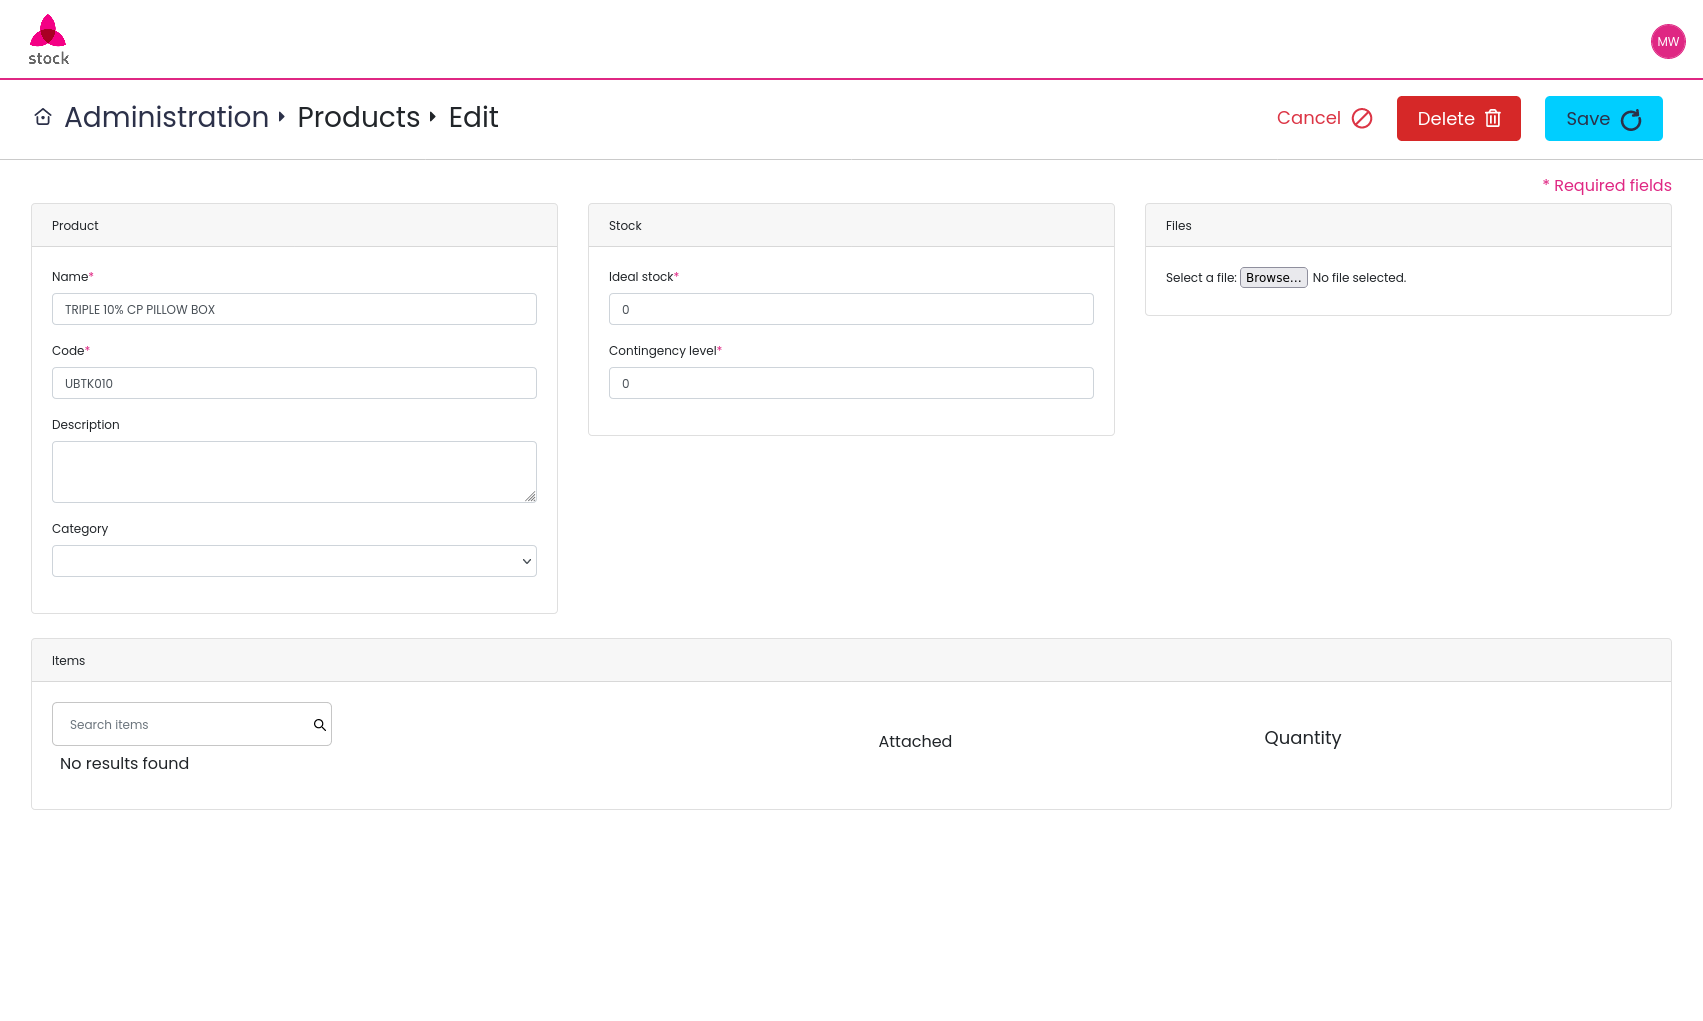 stock
MW
Administration Products Edit
Cancel
Delete
Save
* Required fields
Product
Name*
TRIPLE 10% CP PILLOW BOX
Code*
UBTK010
Description
Category
Stock
Ideal stock*
0
Contingency level*
0
Files
Select a file: Browse... No file selected.
Items
Search items
Attached
Quantity
No results found